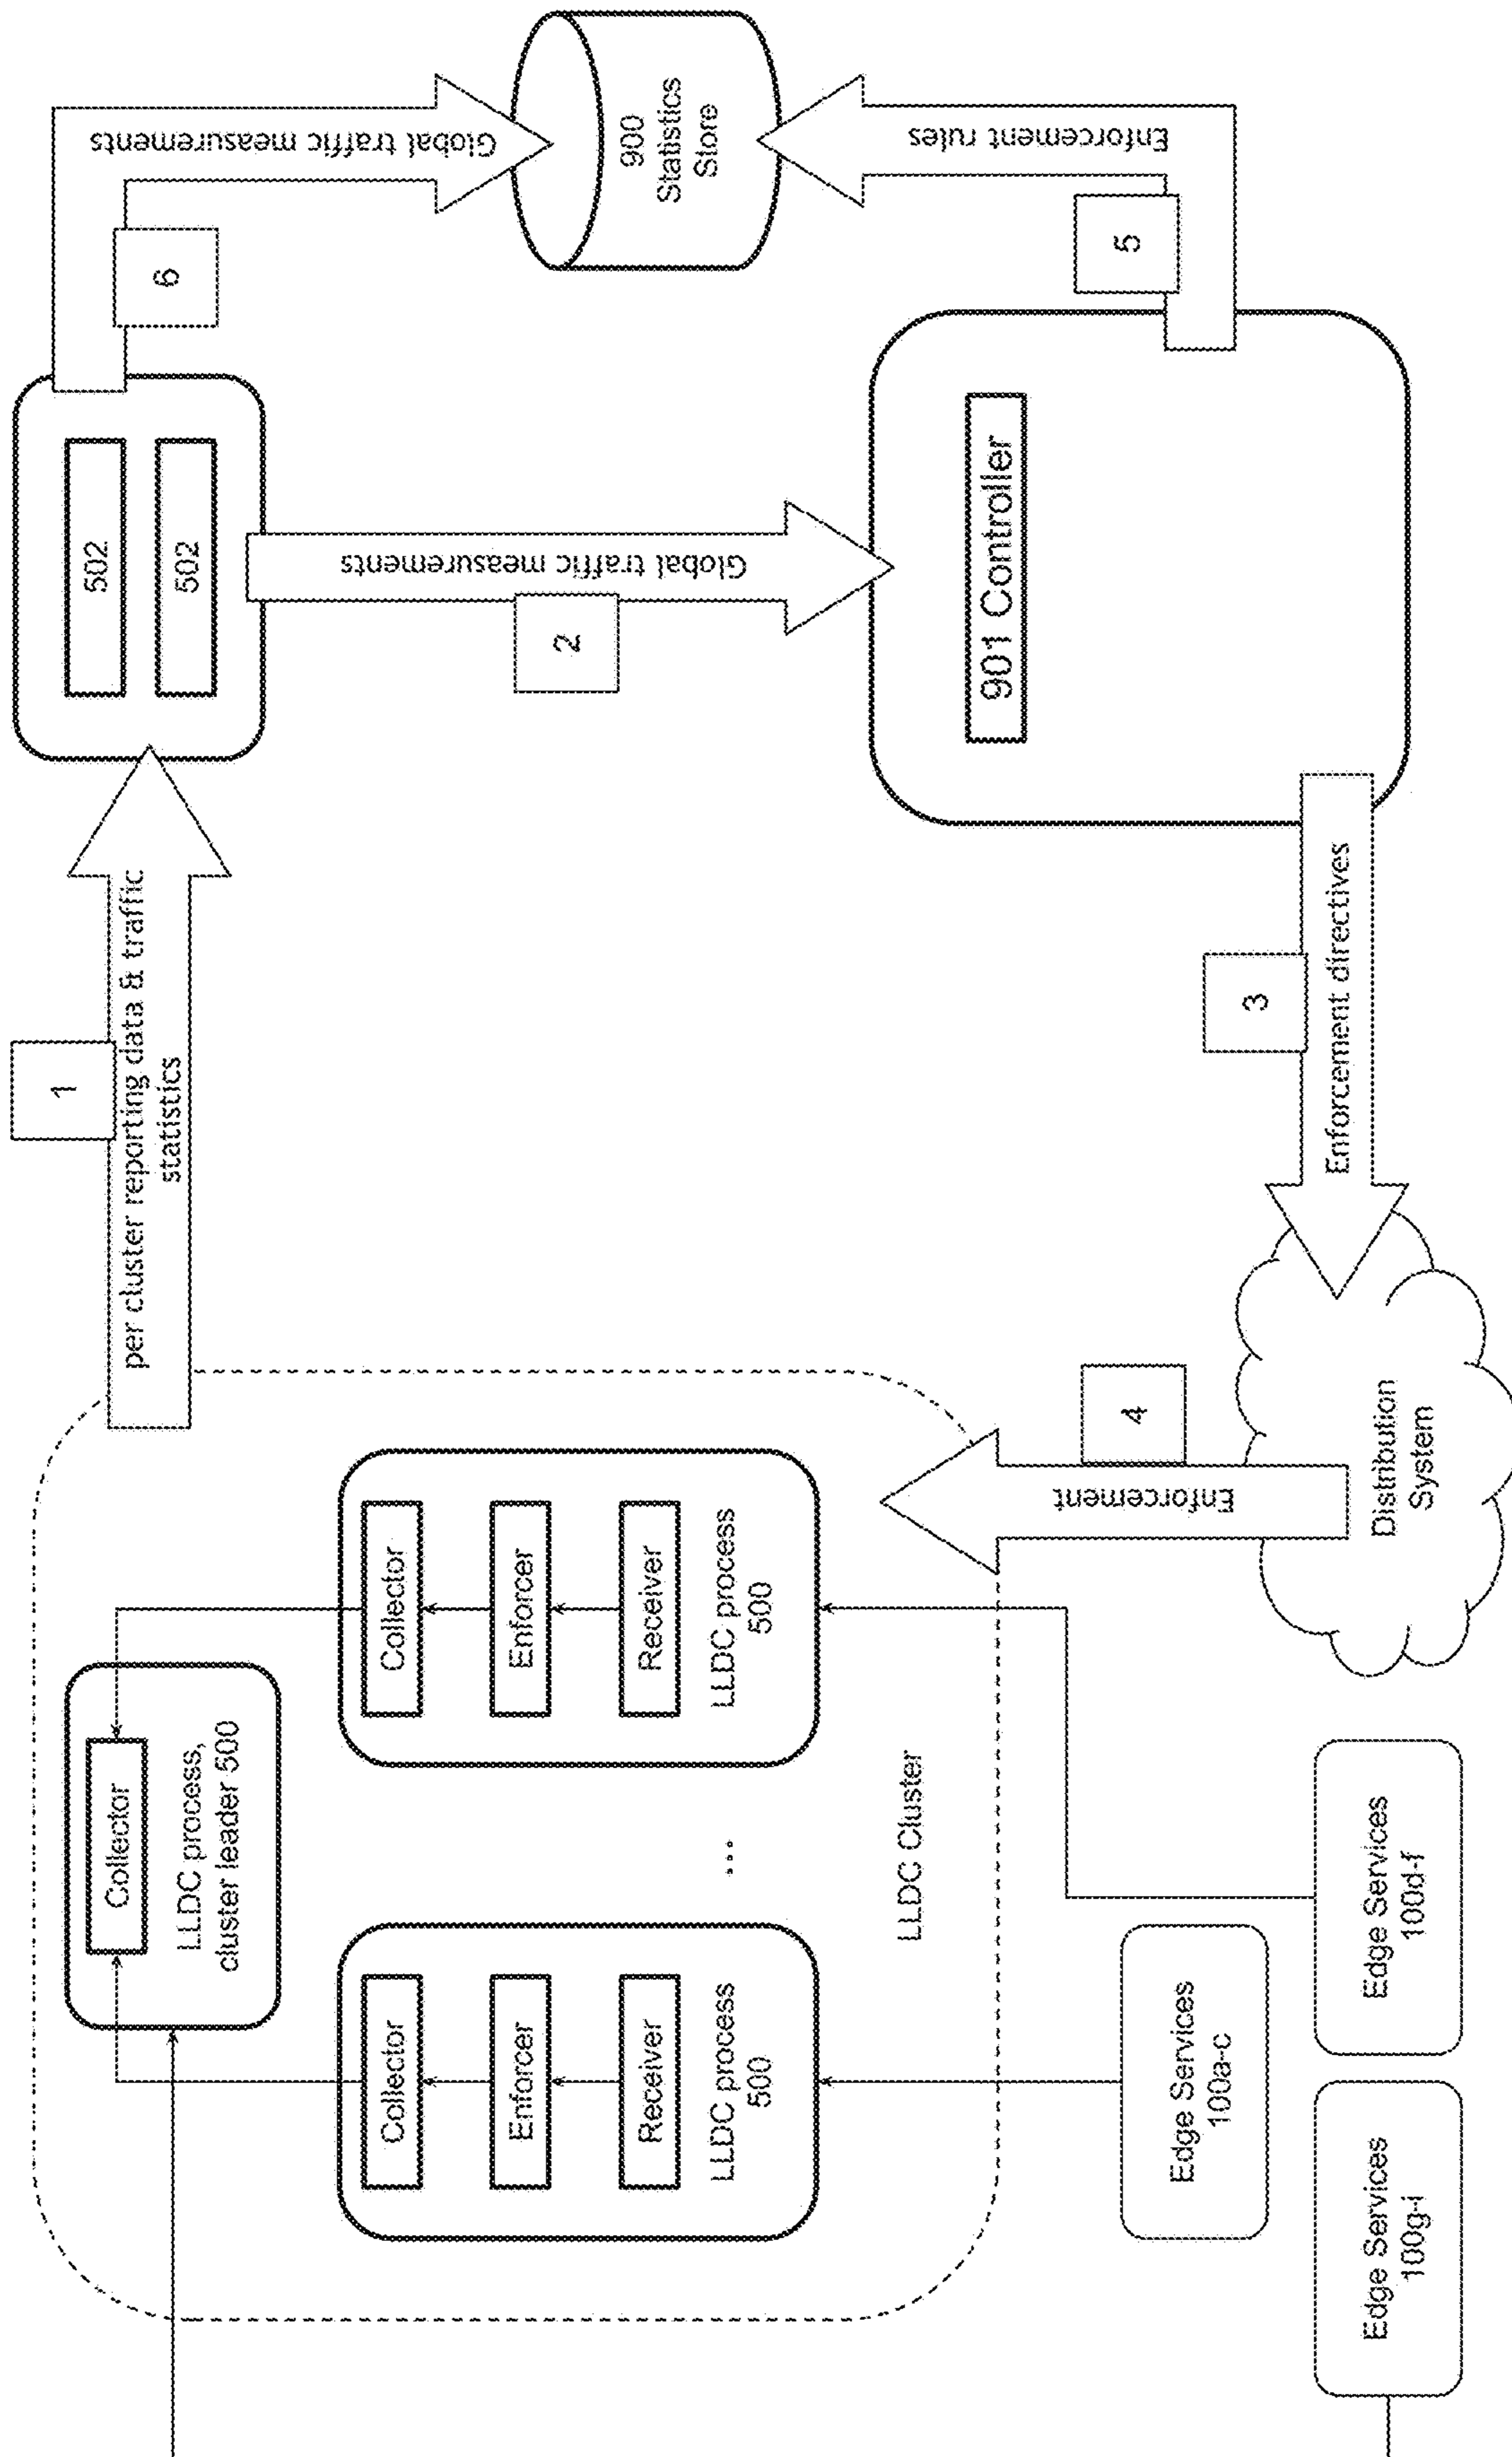 1
per cluster reporting data & traffic
statistics
502
502
6
Global traffic measurements
900
Statistics
Store
2
Global traffic measurements
901 Controller
5
Enforcement rules
3
Enforcement directives
Distribution
System
4
Enforcement
Collector
LLDC process,
cluster leader 500
Collector
Enforcer
Receiver
LLDC process
500
...
Collector
Enforcer
Receiver
LLDC process
500
LLDC Cluster
Edge Services
100a-c
Edge Services
100d-f
Edge Services
100g-i